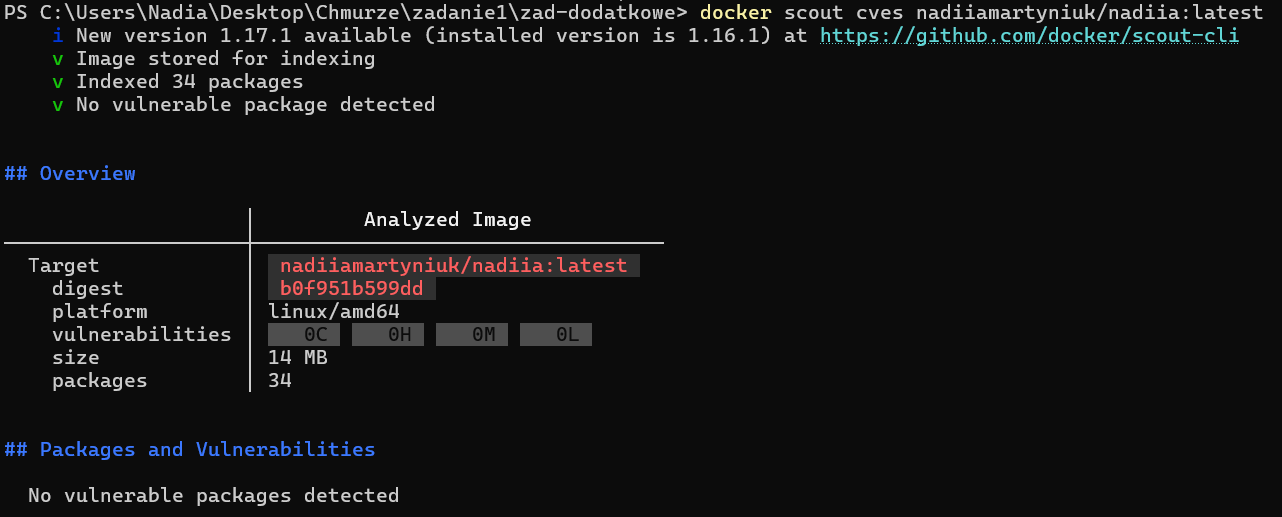 PS C:\Users\Nadia\Desktop\Chmurze\zadanie1\zad-dodatkowe> docker scout cves nadiiamartyniuk/nadiia:latest
i New version 1.17.1 available (installed version is 1.16.1) at https://github.com/docker/scout-cli
v Image stored for indexing
v Indexed 34 packages
v No vulnerable package detected
## Overview
Analyzed Image
Target nadiiamartyniuk/nadiia:latest
digest b0f951b599dd
platform linux/amd64
vulnerabilities 0C 0H 0M 0L
size 14 MB
packages 34
## Packages and Vulnerabilities
No vulnerable packages detected